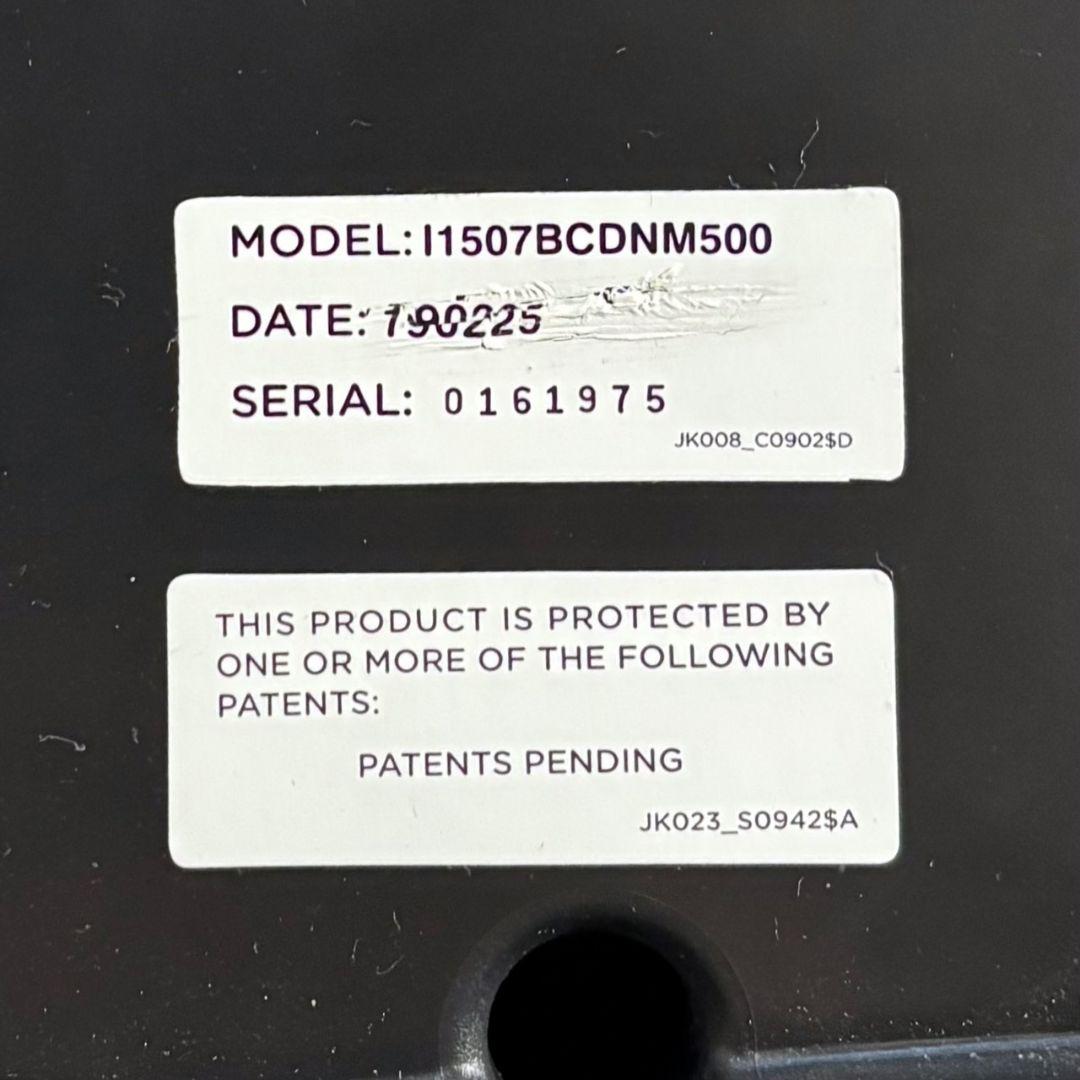 MODEL: I1507BCDNM500
DATE: 190225
SERIAL: 0161975
JK008_C0902$D
THIS PRODUCT IS PROTECTED BY
ONE OR MORE OF THE FOLLOWING
PATENTS:
PATENTS PENDING
JK023_S0942$A